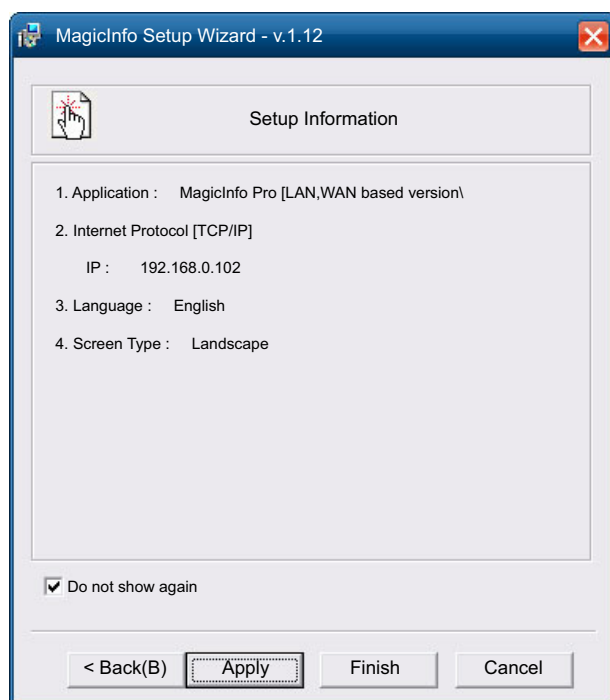 MagicInfo Setup Wizard - v.1.12
Setup Information
1. Application : MagicInfo Pro [LAN,WAN based version\
2. Internet Protocol [TCP/IP]
IP : 192.168.0.102
3. Language : English
4. Screen Type : Landscape
Do not show again
< Back(B) Apply Finish Cancel